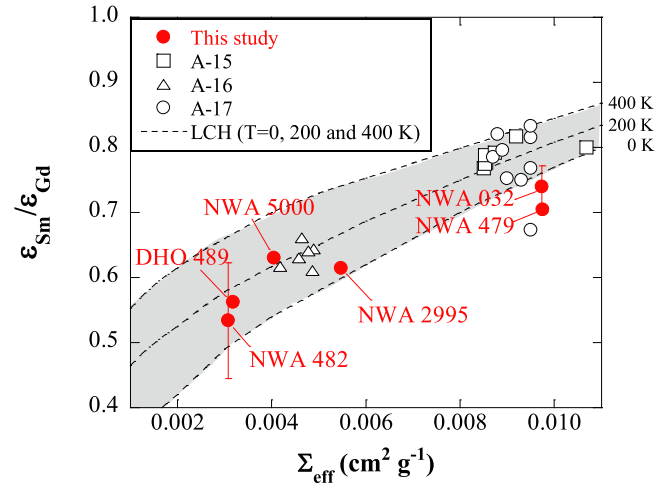 1.0
0.9
0.8
0.7
0.6
0.5
0.4
εSm/εGd
This study
A-15
A-16
A-17
LCH (T=0, 200 and 400 K)
400 K
200 K
0 K
NWA 032
NWA 479
NWA 5000
DHO 489
NWA 2995
NWA 482
0.002
0.004
0.006
0.008
0.010
Σeff (cm² g⁻¹)